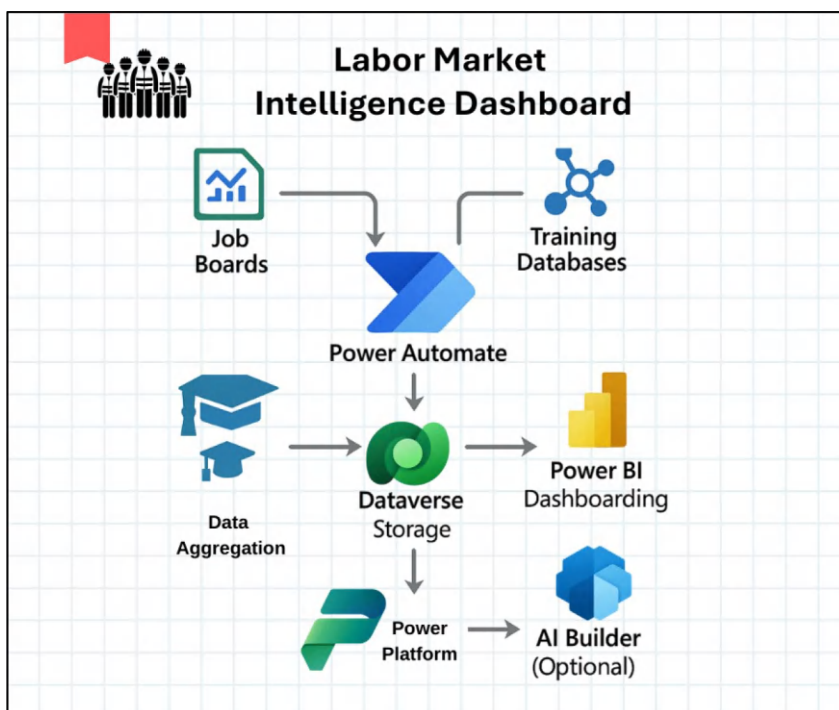 Labor Market
Intelligence Dashboard
Job
Boards
Training
Databases
Power Automate
Data
Aggregation
Dataverse
Storage
Power BI
Dashboarding
Power
Platform
AI Builder
(Optional)